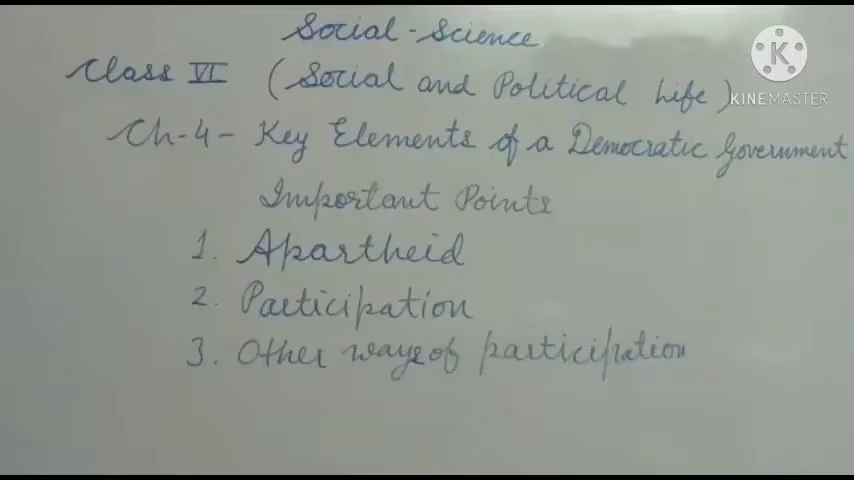 Social-Science
Class VI (Social and Political Life)
Ch-4- Key Elements of a Democratic Government
Important Points
1. Apartheid
2. Participation
3. Other ways of participation
K
KINEMASTER